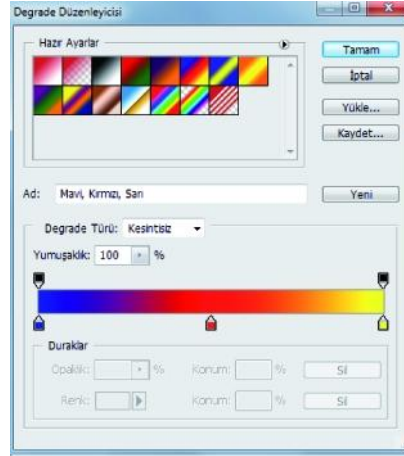 Degrade Düzenleyicisi
Hazır Ayarlar
Tamam
İptal
Yükle...
Kaydet...
Ad: Mavi, Kırmızı, Sarı
Yeni
Degrade Türü: Kesintisiz
Yumuşaklık: 100 %
Duraklar
Opaklık: % Konum: % Sil
Renk: Konum: % Sil